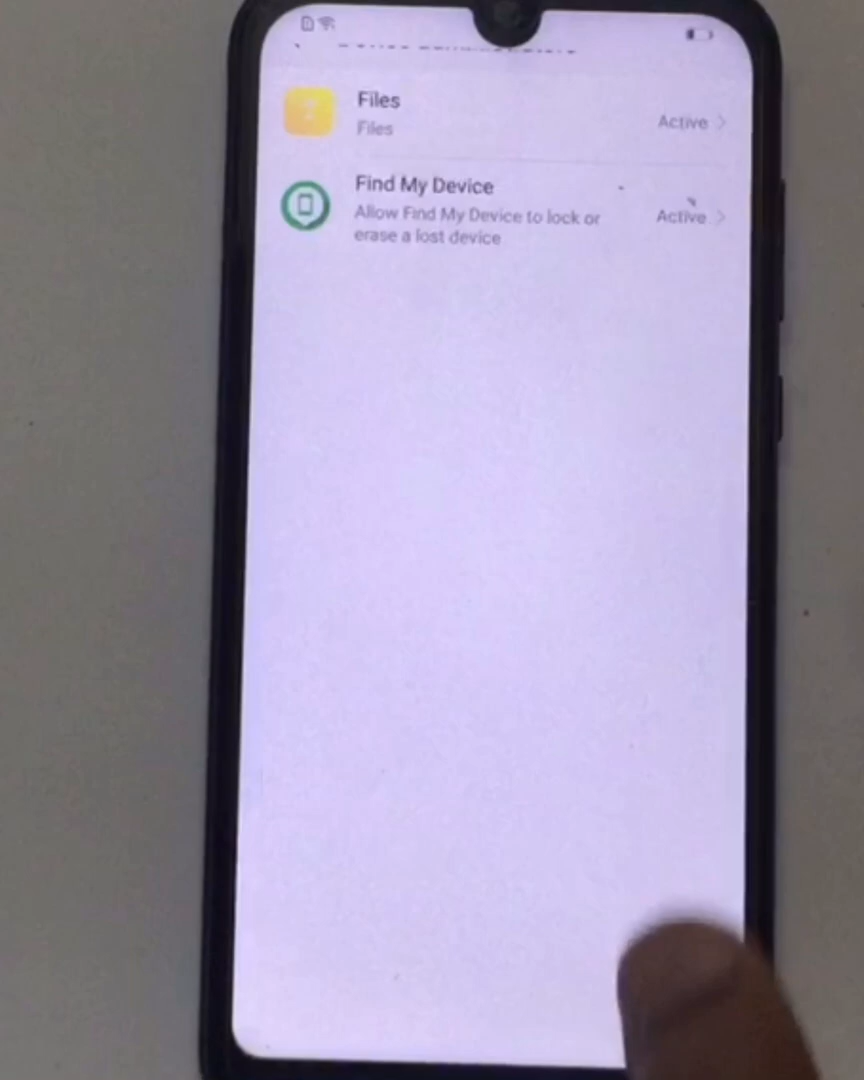 Files
Files
Active
Find My Device
Allow Find My Device to lock or
erase a lost device
Active